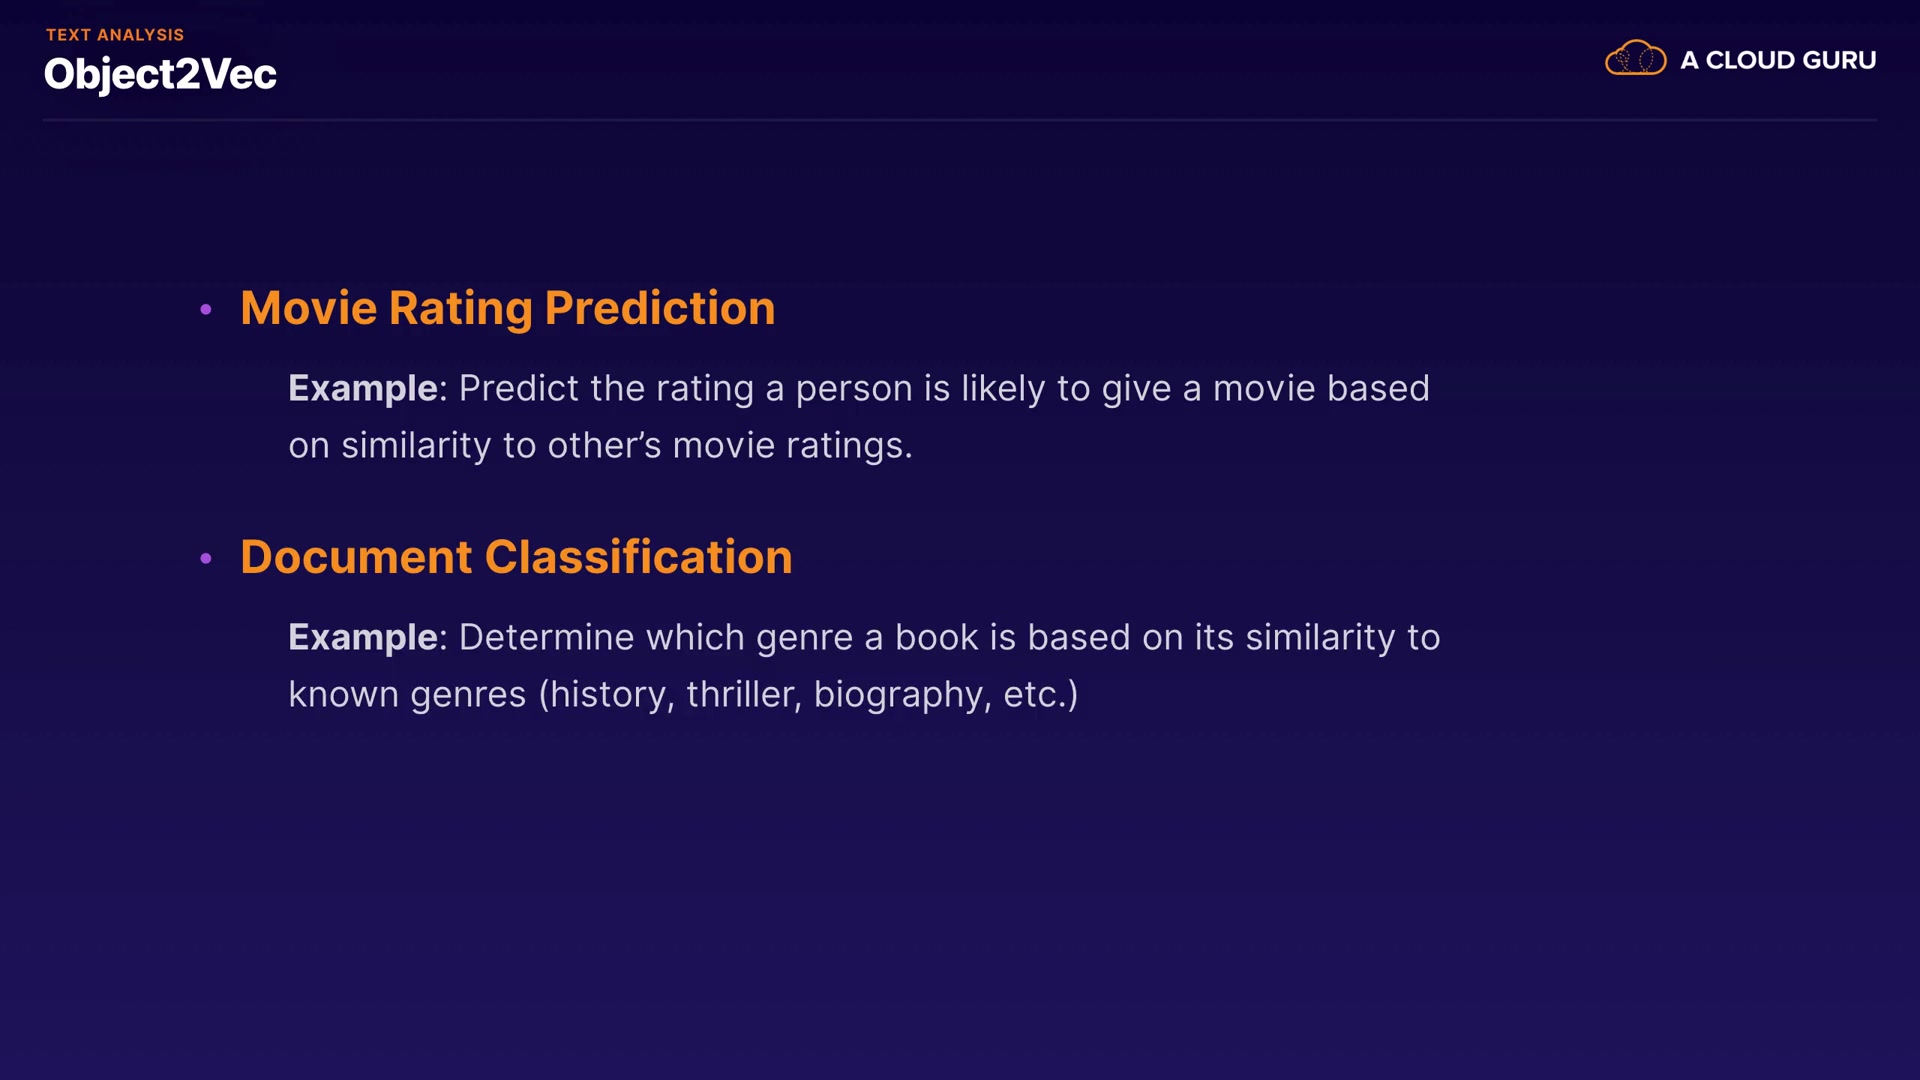 TEXT ANALYSIS
Object2Vec
A CLOUD GURU
• Movie Rating Prediction
Example: Predict the rating a person is likely to give a movie based
on similarity to other’s movie ratings.
• Document Classification
Example: Determine which genre a book is based on its similarity to
known genres (history, thriller, biography, etc.)